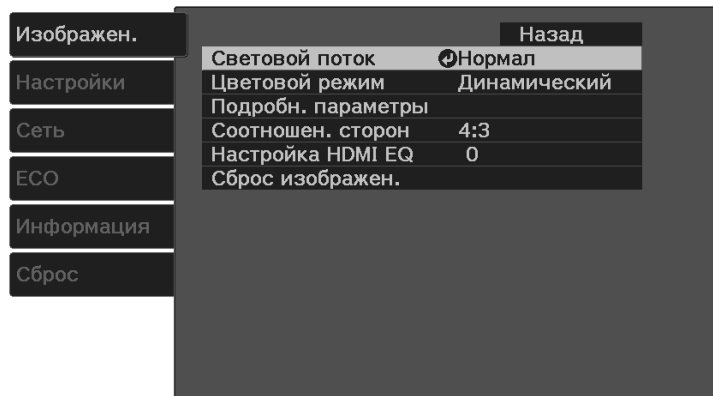 Изображен.
Настройки
Сеть
ECO
Информация
Сброс
Назад
Световой поток Нормал
Цветовой режим Динамический
Подробн. параметры
Соотношен. сторон 4:3
Настройка HDMI EQ 0
Сброс изображен.